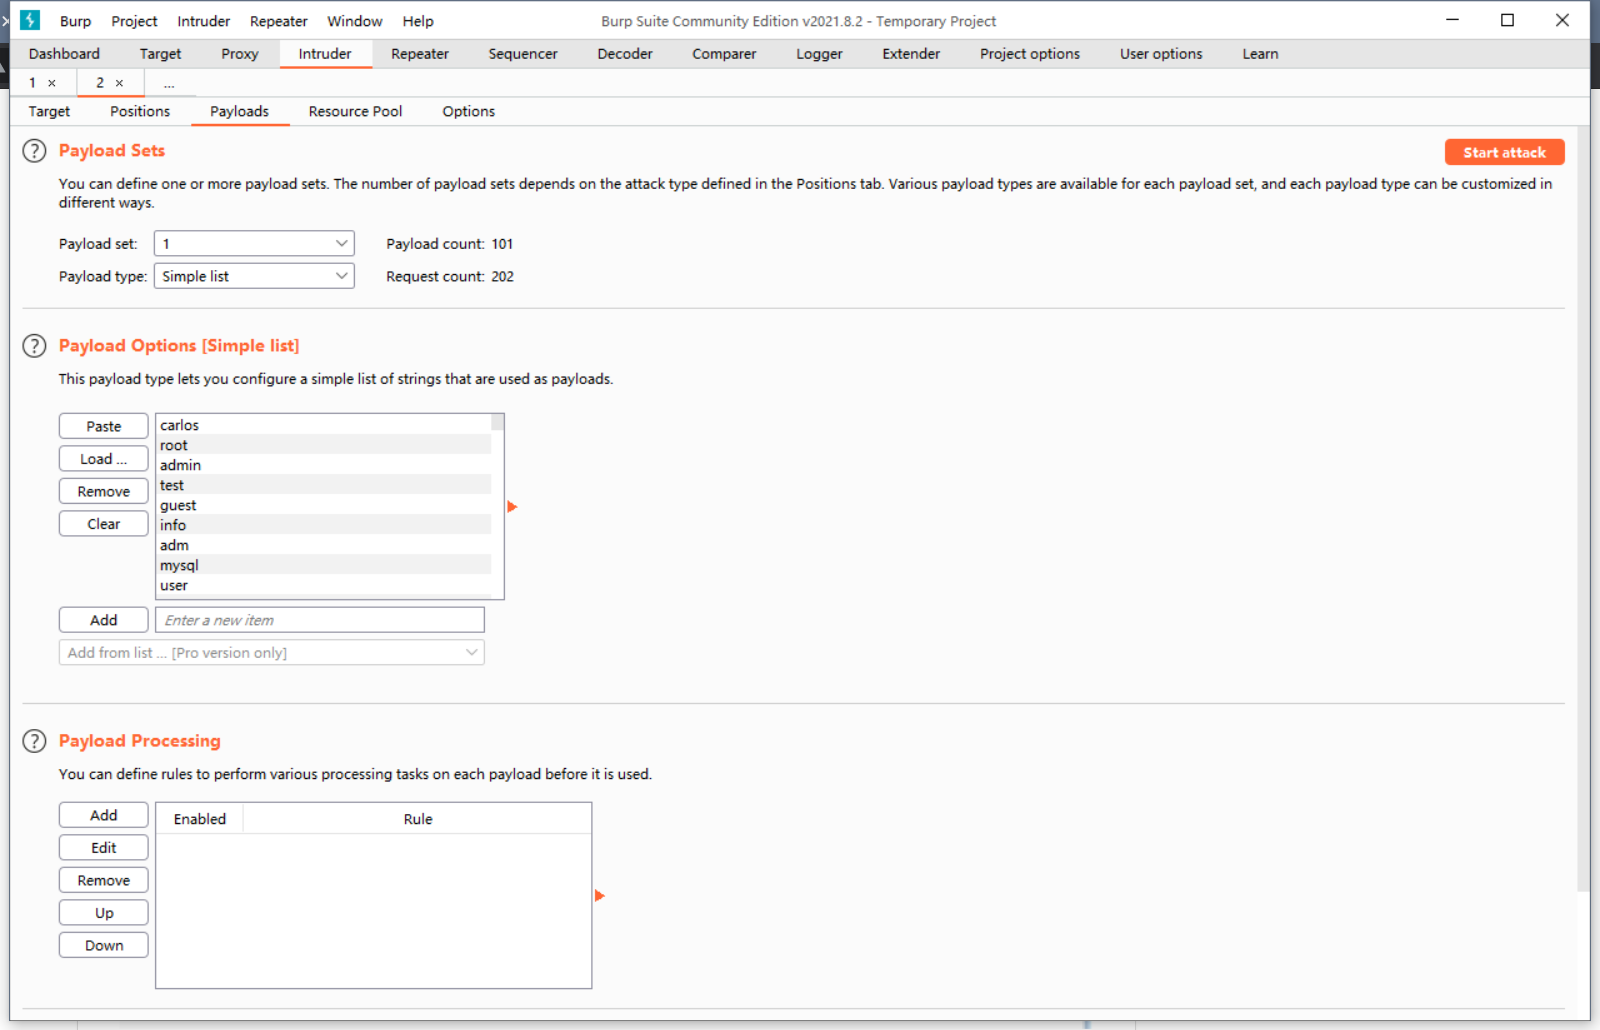 Burp Project Intruder Repeater Window Help Burp Suite Community Edition v2021.8.2 - Temporary Project
Dashboard Target Proxy Intruder Repeater Sequencer Decoder Comparer Logger Extender Project options User options Learn
1 × 2 × ...
Target Positions Payloads Resource Pool Options
? Payload Sets Start attack
You can define one or more payload sets. The number of payload sets depends on the attack type defined in the Positions tab. Various payload types are available for each payload set, and each payload type can be customized in
different ways.
Payload set: 1 Payload count: 101
Payload type: Simple list Request count: 202
? Payload Options [Simple list]
This payload type lets you configure a simple list of strings that are used as payloads.
Paste
Load ...
Remove
Clear
carlos
root
admin
test
guest
info
adm
mysql
user
Add Enter a new item
Add from list ... [Pro version only]
? Payload Processing
You can define rules to perform various processing tasks on each payload before it is used.
Add
Edit
Remove
Up
Down
Enabled Rule